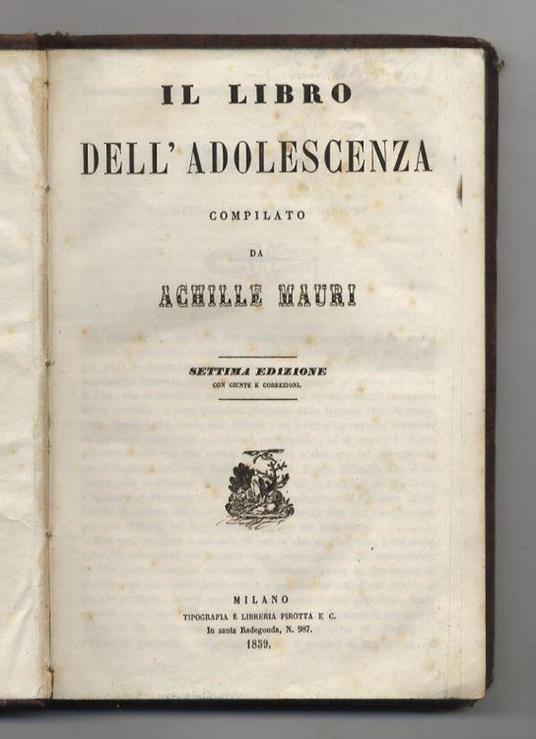 IL LIBRO
DELL' ADOLESCENZA
COMPILATO
DA
ACHILLE MAURI
SETTIMA EDIZIONE
CON GIUNTE E CORREZIONI.
MILANO
TIPOGRAFIA E LIBRERIA PIROTTA E C.
In santa Radegonda, N. 987.
1859.